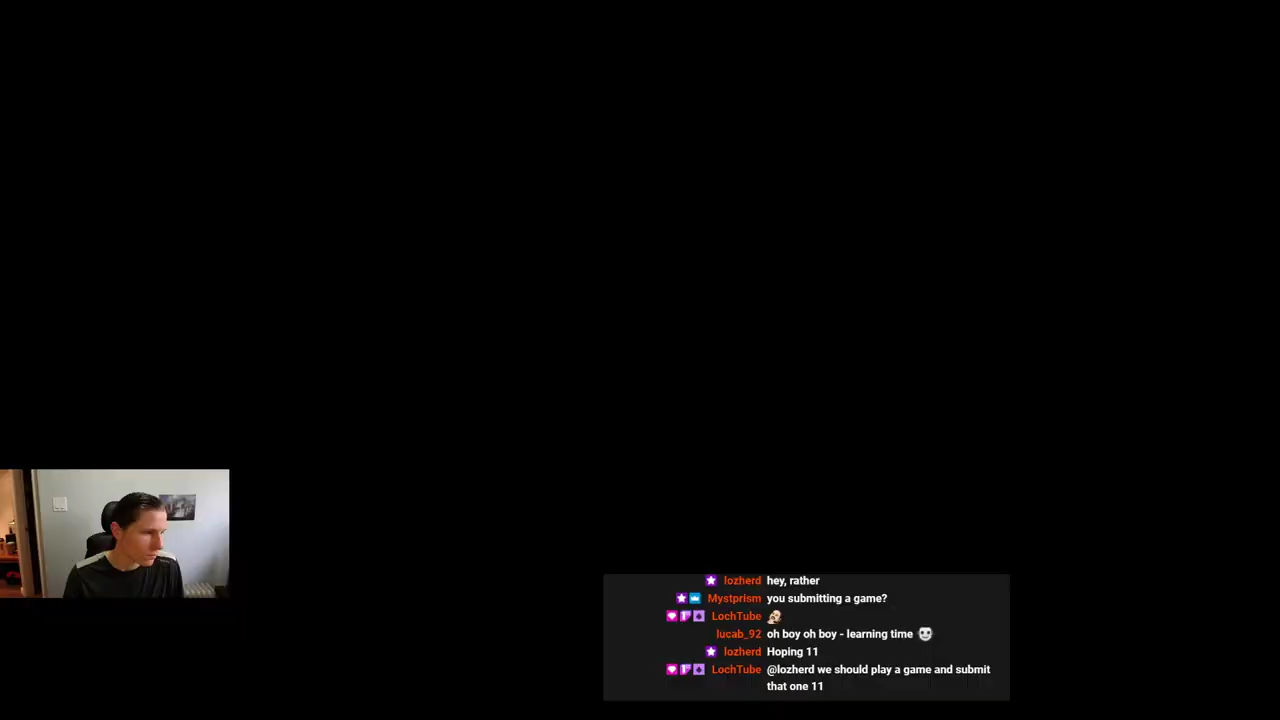 lozherd hey, rather
Mystprism you submitting a game?
LochTube
lucab_92 oh boy oh boy - learning time
lozherd Hoping 11
LochTube @lozherd we should play a game and submit
that one 11